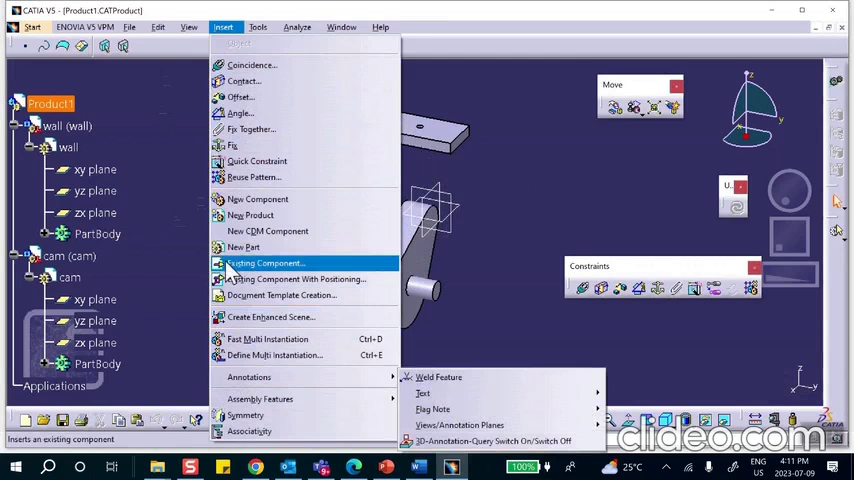 CATIA V5 - [Product1.CATProduct]
Start ENOVIA V5 VPM File Edit View Insert Tools Analyze Window Help
Object
Coincidence...
Contact...
Offset...
Angle...
Fix Together...
Fix
Quick Constraint
Reuse Pattern...
New Component
New Product
New CDM Component
New Part
Existing Component...
Existing Component With Positioning...
Document Template Creation...
Create Enhanced Scene...
Fast Multi Instantiation Ctrl+D
Define Multi Instantiation... Ctrl+E
Annotations
Assembly Features
Symmetry
Associativity
Weld Feature
Text
Flag Note
Views/Annotation Planes
3D-Annotation-Query Switch On/Switch Off
Product1
wall (wall)
wall
xy plane
yz plane
zx plane
PartBody
cam (cam)
cam
xy plane
yz plane
zx plane
PartBody
Applications
Move
z
y
x
U...
Constraints
z
y
x
Inserts an existing component
clideo.com
100%
25°C
ENG
US
4:11 PM
2023-07-09